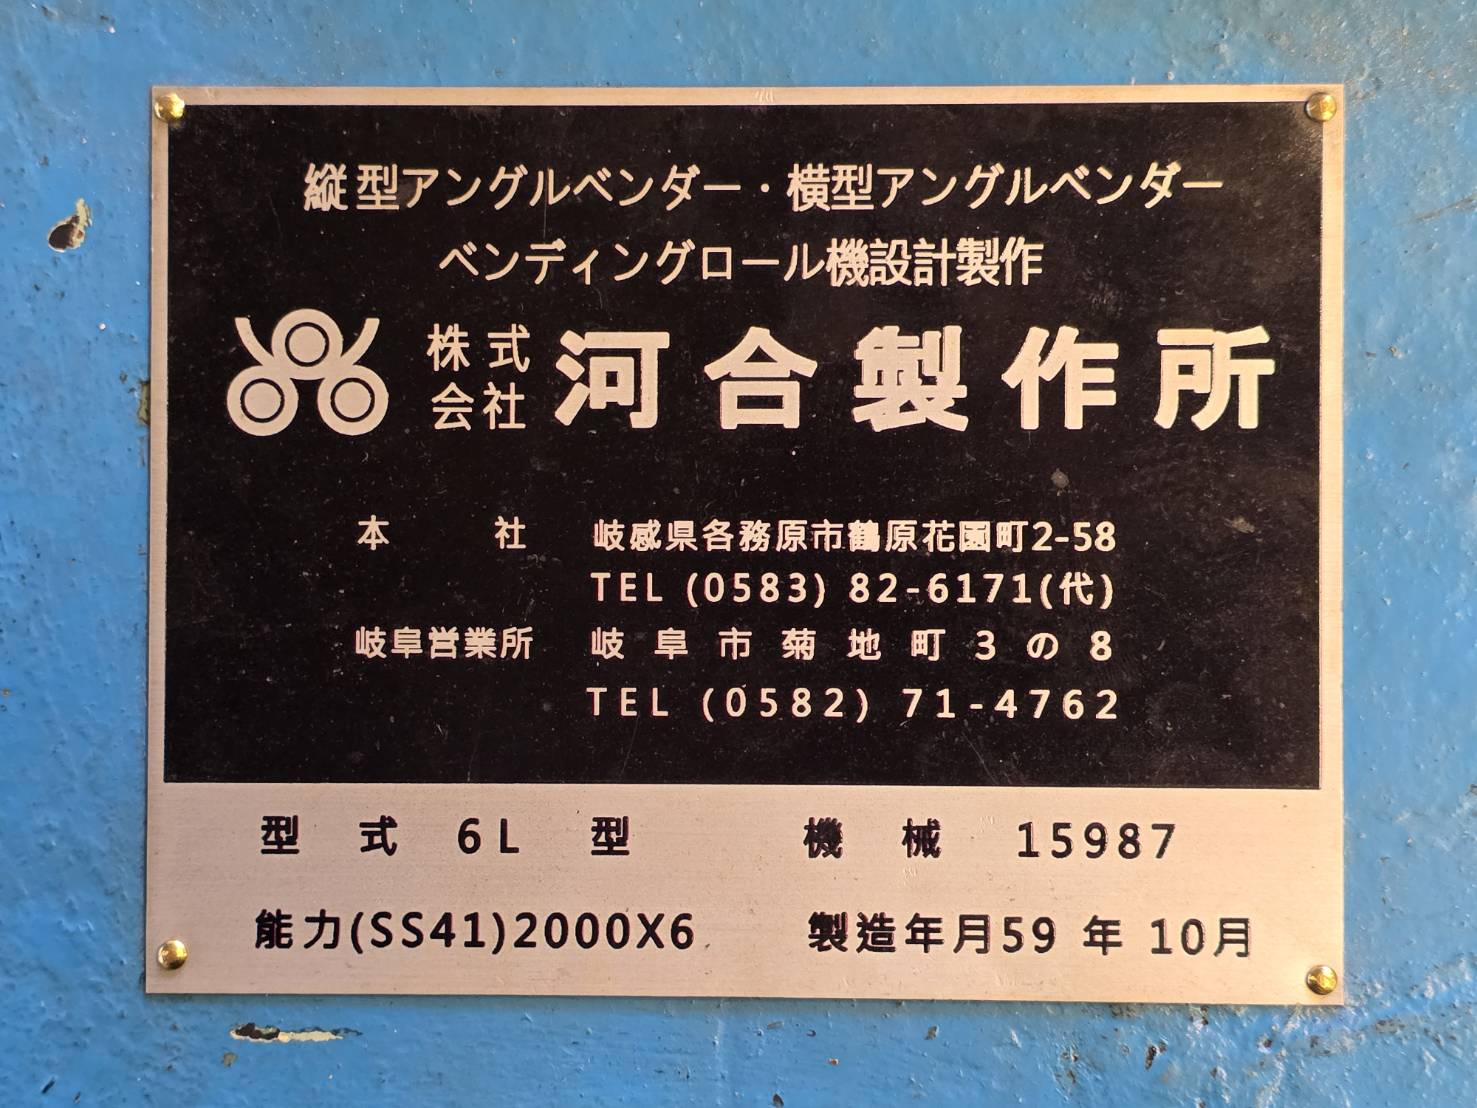 縦型アングルベンダー・横型アングルベンダー
ベンディングロール機設計製作
株式会社 河合製作所
本社 岐感県各務原市鶴原花園町2-58
TEL (0583) 82-6171(代)
岐阜営業所 岐阜市菊地町3の8
TEL (0582) 71-4762
型式 6L型 機械 15987
能力(SS41)2000X6 製造年月59年10月